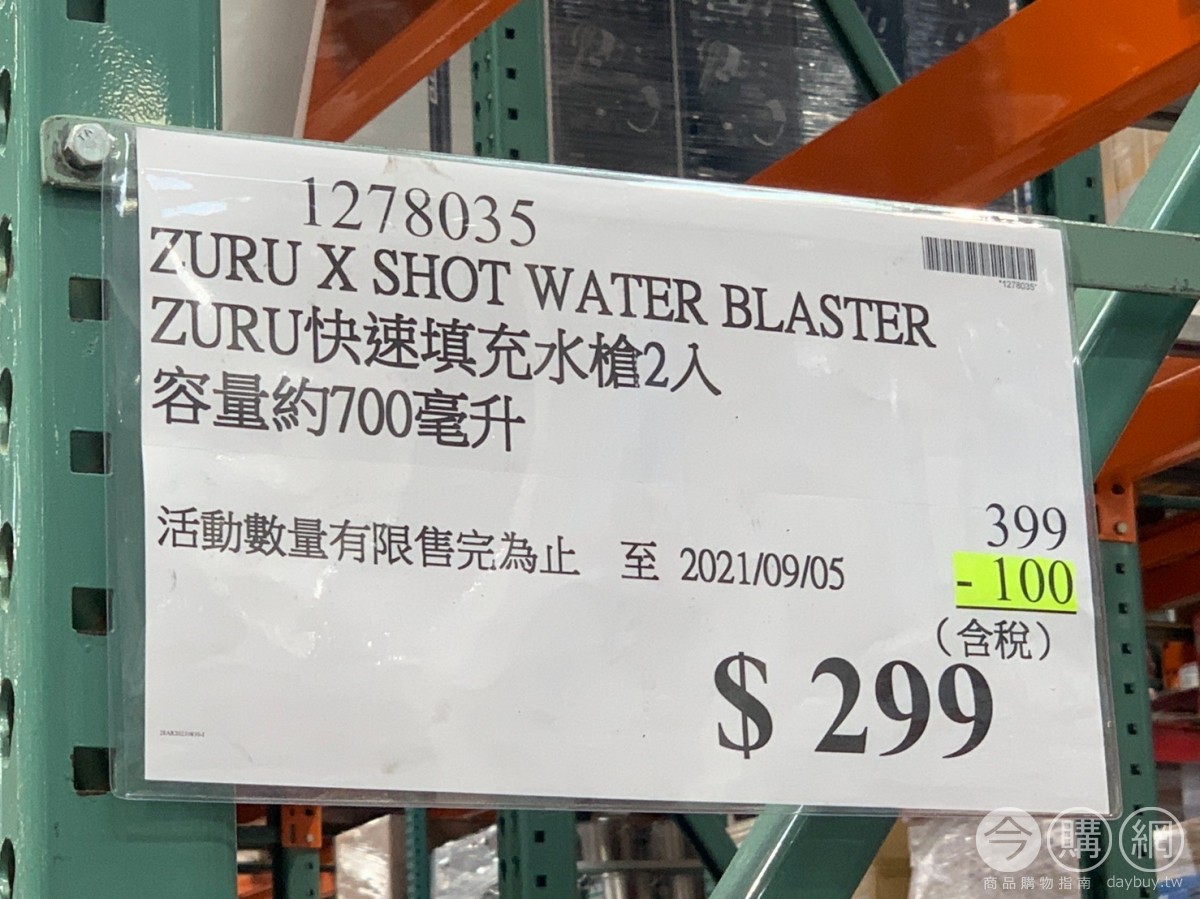 1278035
ZURU X SHOT WATER BLASTER
*1278035*
ZURU快速填充水槍2入
容量約700毫升
活動數量有限售完為止 至 2021/09/05
399
- 100
(含稅)
$ 299
今購網
商品購物指南 daybuy.tw